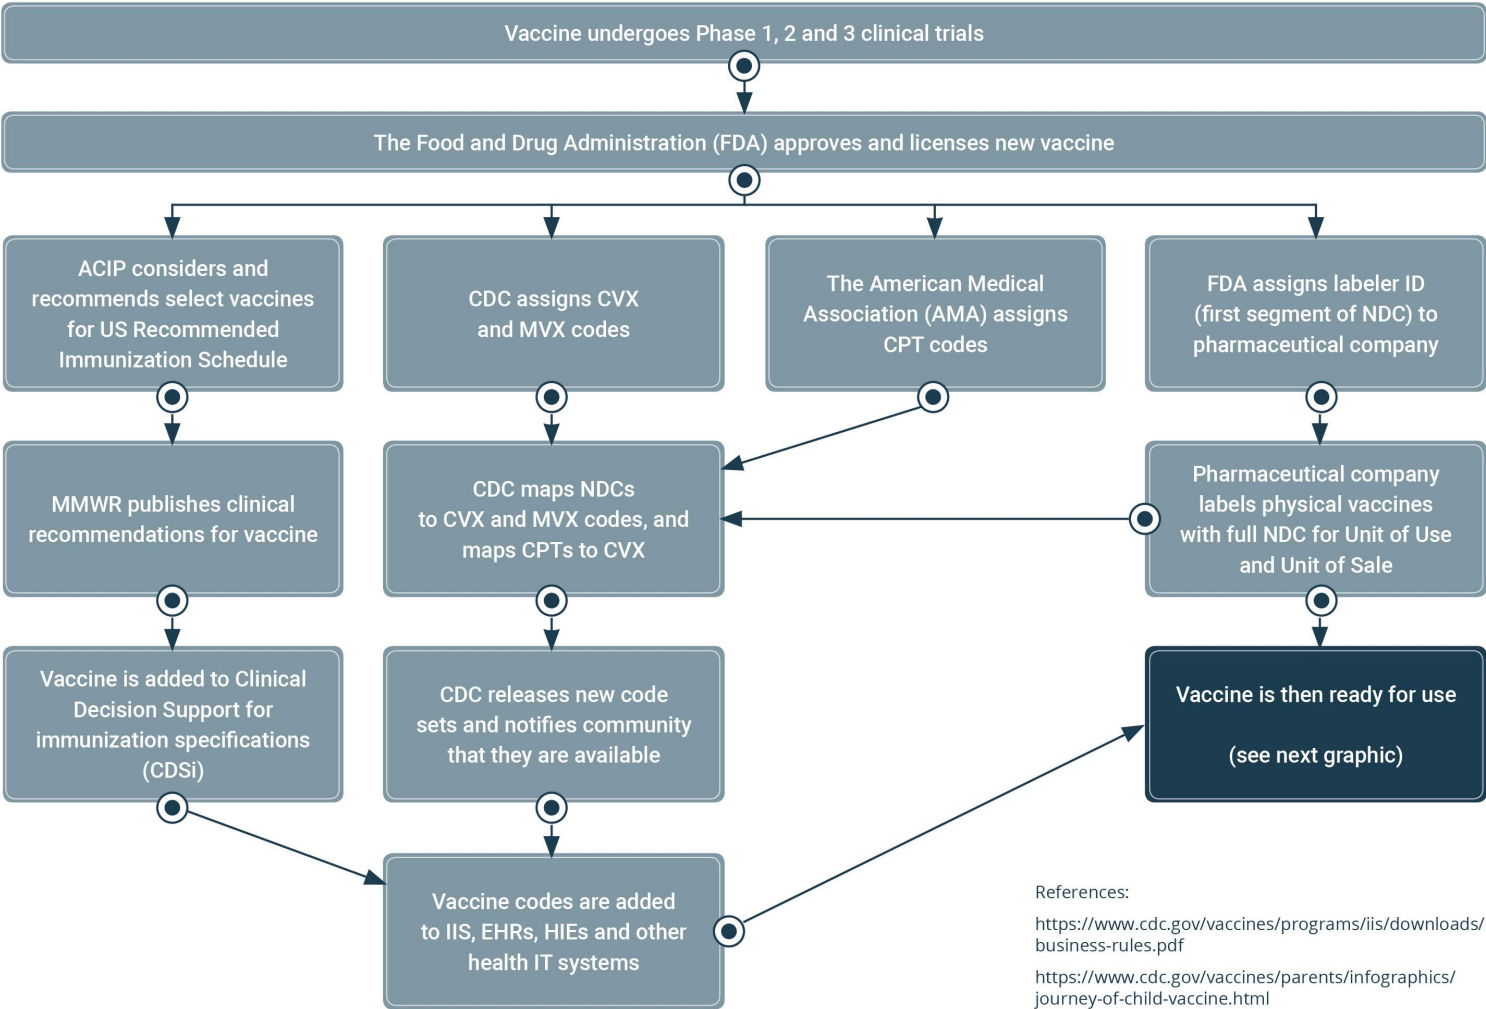 Vaccine undergoes Phase 1, 2 and 3 clinical trials
The Food and Drug Administration (FDA) approves and licenses new vaccine
ACIP considers and
recommends select vaccines
for US Recommended
Immunization Schedule
CDC assigns CVX
and MVX codes
The American Medical
Association (AMA) assigns
CPT codes
FDA assigns labeler ID
(first segment of NDC) to
pharmaceutical company
MMWR publishes clinical
recommendations for vaccine
CDC maps NDCs
to CVX and MVX codes, and
maps CPTs to CVX
Pharmaceutical company
labels physical vaccines
with full NDC for Unit of Use
and Unit of Sale
Vaccine is added to Clinical
Decision Support for
immunization specifications
(CDSi)
CDC releases new code
sets and notifies community
that they are available
Vaccine is then ready for use
(see next graphic)
Vaccine codes are added
to IIS, EHRs, HIEs and other
health IT systems
References:
https://www.cdc.gov/vaccines/programs/iis/downloads/
business-rules.pdf
https://www.cdc.gov/vaccines/parents/infographics/
journey-of-child-vaccine.html